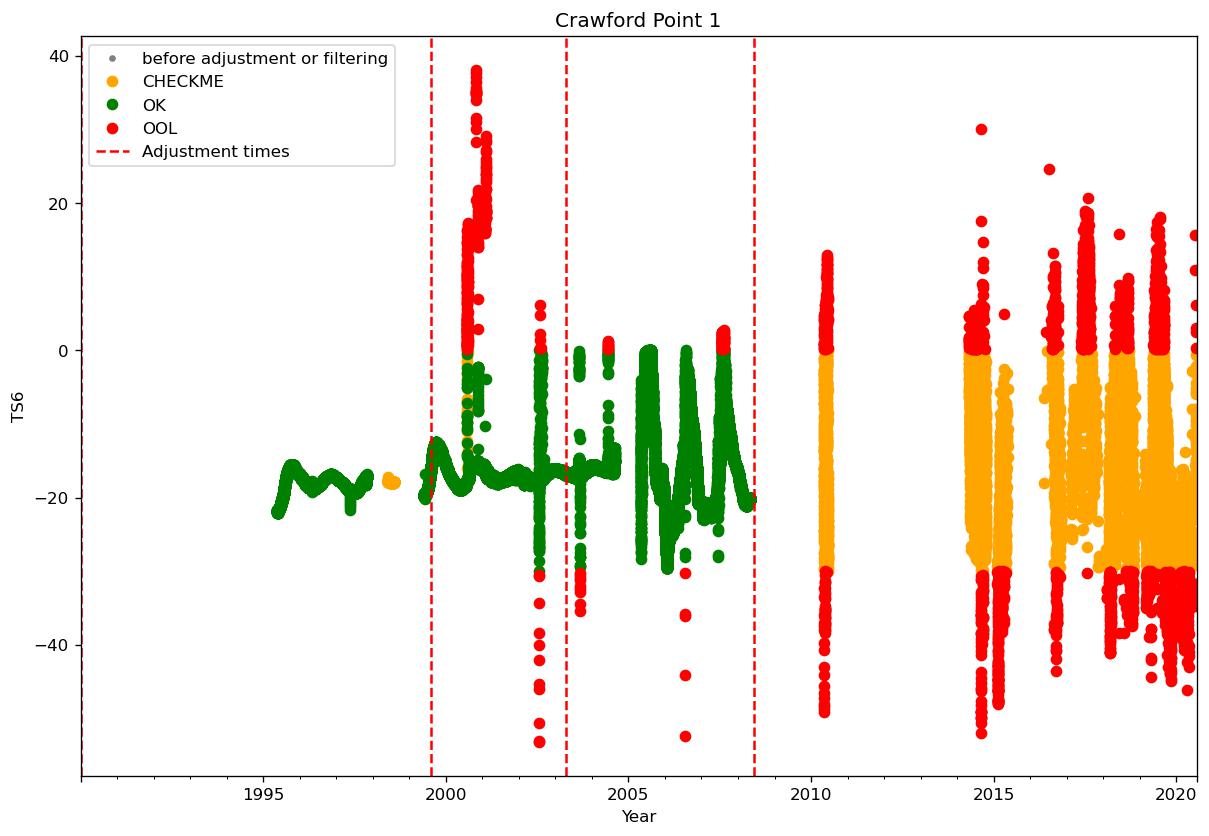 Crawford Point 1
before adjustment or filtering
CHECKME
OK
OOL
Adjustment times
40
20
0
−20
−40
TS6
1995
2000
2005
2010
2015
2020
Year